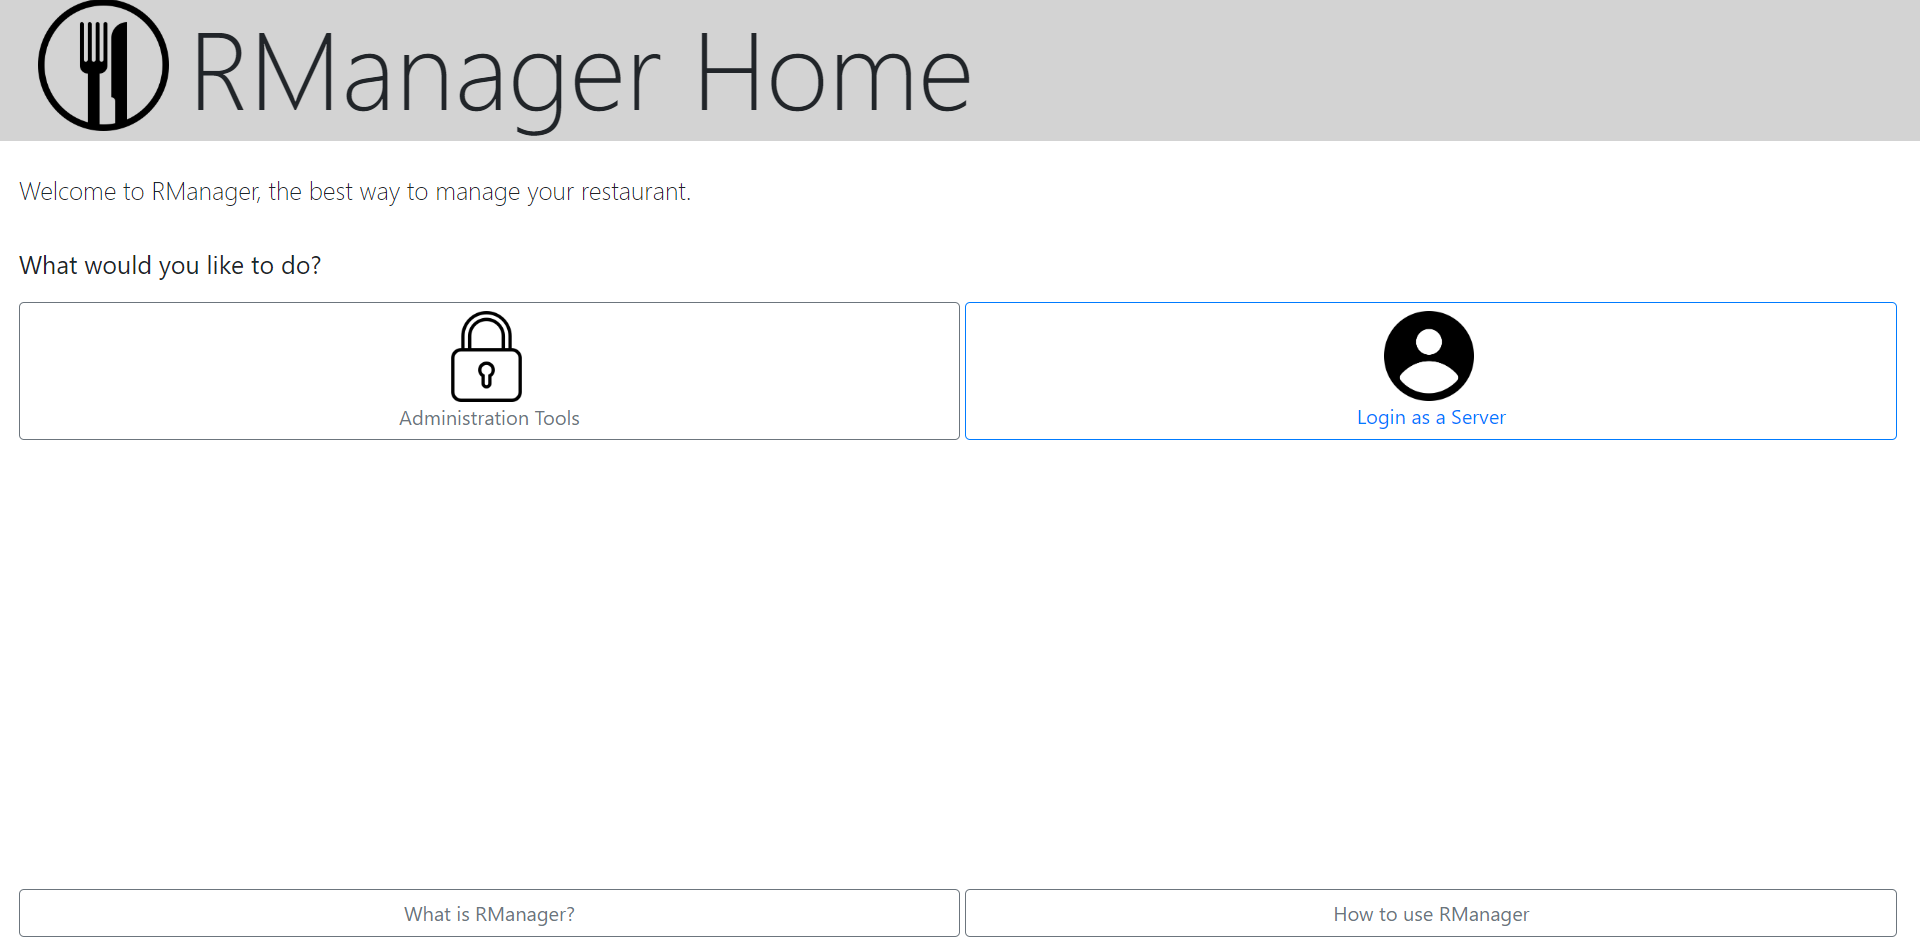 RManager Home
Welcome to RManager, the best way to manage your restaurant.
What would you like to do?
Administration Tools
Login as a Server
What is RManager?
How to use RManager